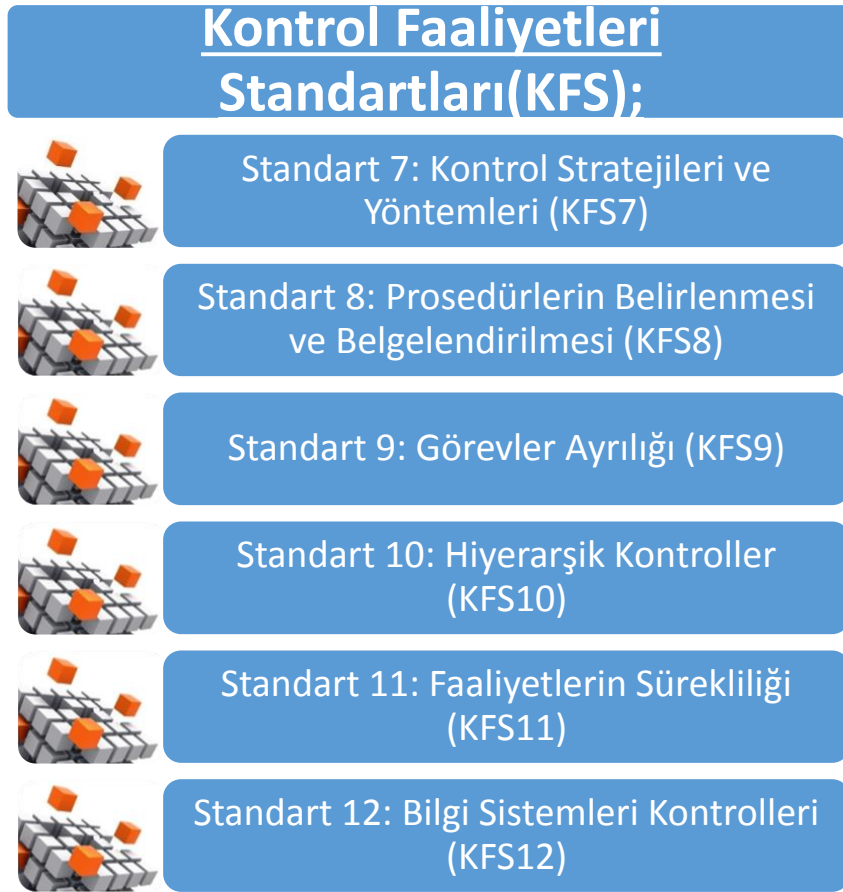 Kontrol Faaliyetleri
Standartları(KFS);
Standart 7: Kontrol Stratejileri ve
Yöntemleri (KFS7)
Standart 8: Prosedürlerin Belirlenmesi
ve Belgelendirilmesi (KFS8)
Standart 9: Görevler Ayrılığı (KFS9)
Standart 10: Hiyerarşik Kontroller
(KFS10)
Standart 11: Faaliyetlerin Sürekliliği
(KFS11)
Standart 12: Bilgi Sistemleri Kontrolleri
(KFS12)